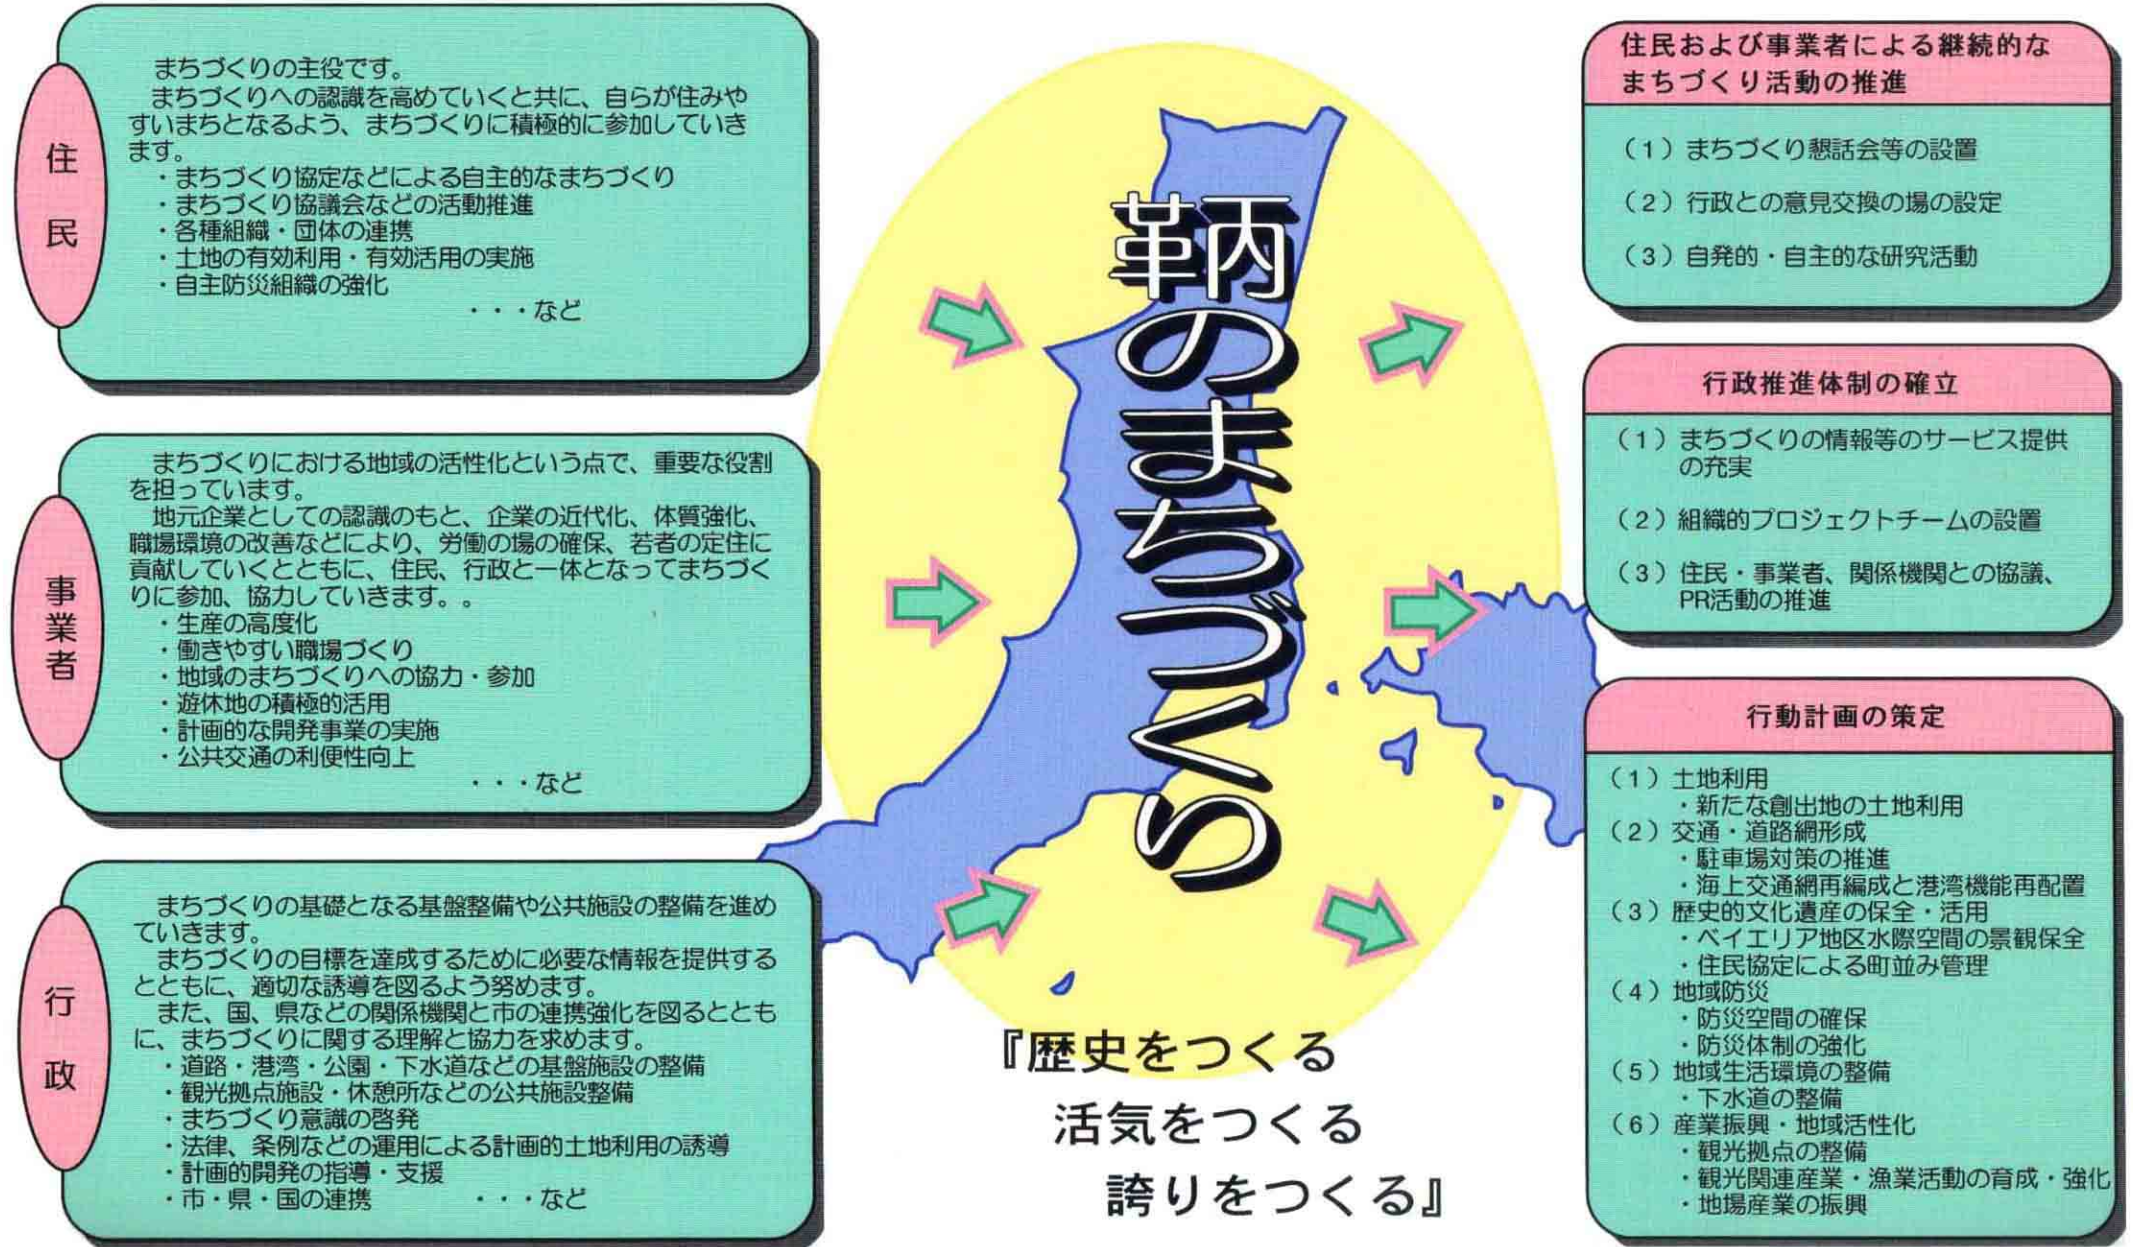 住民
まちづくりの主役です。
まちづくりへの認識を高めていくと共に、自らが住みや
すいまちとなるよう、まちづくりに積極的に参加していき
ます。
・まちづくり協定などによる自主的なまちづくり
・まちづくり協議会などの活動推進
・各種組織・団体の連携
・土地の有効利用・有効活用の実施
・自主防災組織の強化
・・・など
事業者
まちづくりにおける地域の活性化という点で、重要な役割
を担っています。
地元企業としての認識のもと、企業の近代化、体質強化、
職場環境の改善などにより、労働の場の確保、若者の定住に
貢献していくとともに、住民、行政と一体となってまちづく
りに参加、協力していきます。。
・生産の高度化
・働きやすい職場づくり
・地域のまちづくりへの協力・参加
・遊休地の積極的活用
・計画的な開発事業の実施
・公共交通の利便性向上
・・・など
行政
まちづくりの基礎となる基盤整備や公共施設の整備を進め
ていきます。
まちづくりの目標を達成するために必要な情報を提供する
とともに、適切な誘導を図るよう努めます。
また、国、県などの関係機関と市の連携強化を図るととも
に、まちづくりに関する理解と協力を求めます。
・道路・港湾・公園・下水道などの基盤施設の整備
・観光拠点施設・休憩所などの公共施設整備
・まちづくり意識の啓発
・法律、条例などの運用による計画的土地利用の誘導
・計画的開発の指導・支援
・市・県・国の連携　・・・など
鞆のまちづくり
『歴史をつくる
活気をつくる
誇りをつくる』
住民および事業者による継続的な
まちづくり活動の推進
（1）まちづくり懇話会等の設置
（2）行政との意見交換の場の設定
（3）自発的・自主的な研究活動
行政推進体制の確立
（1）まちづくりの情報等のサービス提供
の充実
（2）組織的プロジェクトチームの設置
（3）住民・事業者、関係機関との協議、
PR活動の推進
行動計画の策定
（1）土地利用
・新たな創出地の土地利用
（2）交通・道路網形成
・駐車場対策の推進
・海上交通網再編成と港湾機能再配置
（3）歴史的文化遺産の保全・活用
・ベイエリア地区水際空間の景観保全
・住民協定による町並み管理
（4）地域防災
・防災空間の確保
・防災体制の強化
（5）地域生活環境の整備
・下水道の整備
（6）産業振興・地域活性化
・観光拠点の整備
・観光関連産業・漁業活動の育成・強化
・地場産業の振興